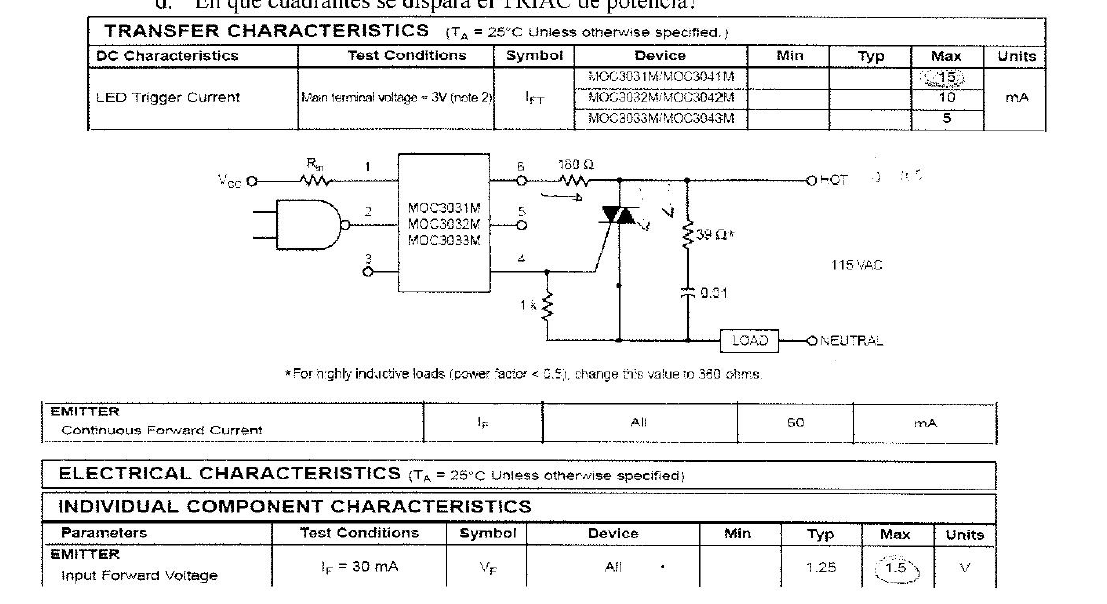 d. En que cuadrantes se dispara el TRIAC de potencia?
TRANSFER CHARACTERISTICS (TA = 25°C Unless otherwise specified.)
DC Characteristics Test Conditions Symbol Device Min Typ Max Units
LED Trigger Current Main terminal voltage = 3V (note 2) IFT mA
MOC3031M/MOC3041M 15
MOC3032M/MOC3042M 10
MOC3033M/MOC3043M 5
VCC Rin 1 6 180 Ω HOT
2 MOC3031M 5
MOC3032M
MOC3033M
39 Ω*
3 4
115 VAC
1 k 0.01
LOAD NEUTRAL
*For highly inductive loads (power factor < 0.5), change this value to 360 ohms.
EMITTER
Continuous Forward Current IF All 60 mA
ELECTRICAL CHARACTERISTICS (TA = 25°C Unless otherwise specified)
INDIVIDUAL COMPONENT CHARACTERISTICS
Parameters Test Conditions Symbol Device Min Typ Max Units
EMITTER
Input Forward Voltage IF = 30 mA VF All 1.25 1.5 V